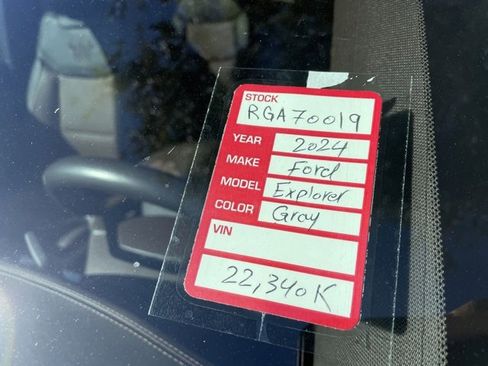 STOCK
RGA70019
YEAR 2024
MAKE Ford
MODEL Explorer
COLOR Gray
VIN
22,340K